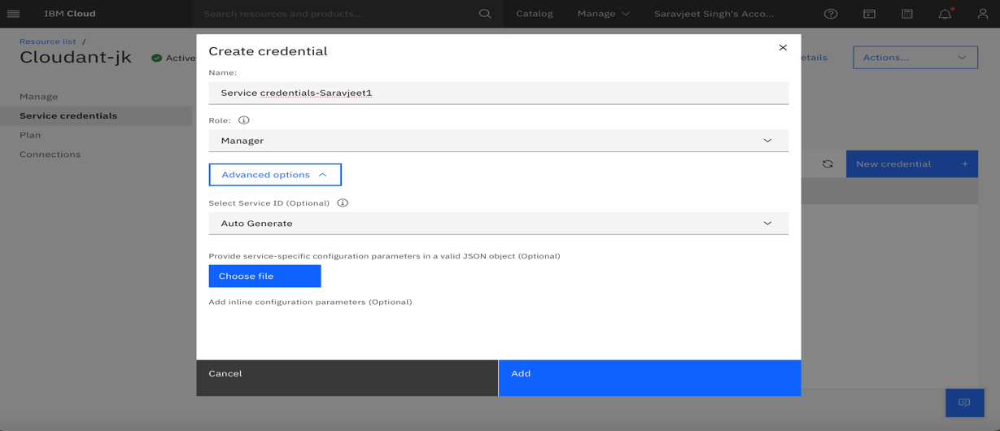 IBM Cloud
Search resources and products...
Catalog
Manage
Saravjeet Singh's Acco...
Resource list /
Cloudant-jk
Active
etails
Actions...
Manage
Service credentials
Plan
Connections
New credential +
Create credential
Name:
Service credentials-Saravjeet1
Role:
Manager
Advanced options
Select Service ID (Optional)
Auto Generate
Provide service-specific configuration parameters in a valid JSON object (Optional)
Choose file
Add inline configuration parameters (Optional)
Cancel
Add